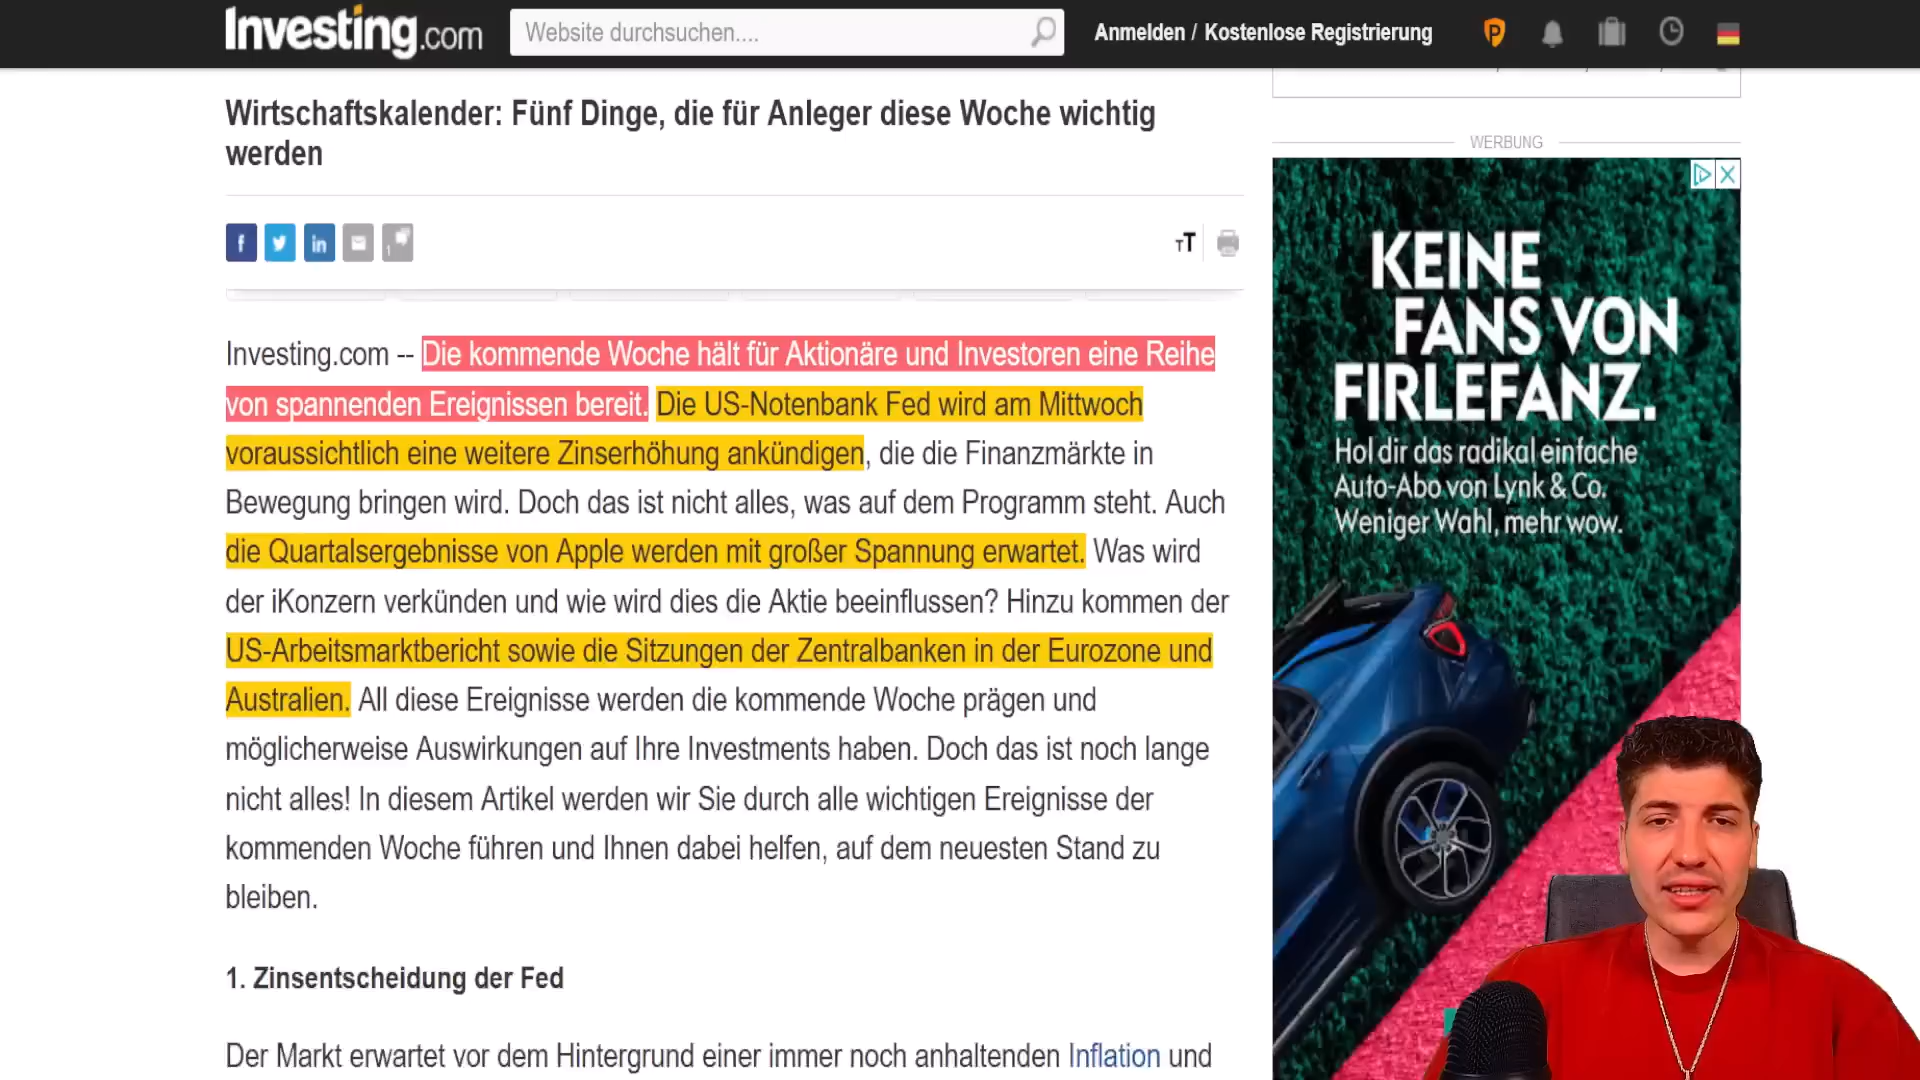 Investing.com
Website durchsuchen....
Anmelden / Kostenlose Registrierung
P
Wirtschaftskalender: Fünf Dinge, die für Anleger diese Woche wichtig
werden
f
in
1
TT
Investing.com -- Die kommende Woche hält für Aktionäre und Investoren eine Reihe
von spannenden Ereignissen bereit. Die US-Notenbank Fed wird am Mittwoch
voraussichtlich eine weitere Zinserhöhung ankündigen, die die Finanzmärkte in
Bewegung bringen wird. Doch das ist nicht alles, was auf dem Programm steht. Auch
die Quartalsergebnisse von Apple werden mit großer Spannung erwartet. Was wird
der iKonzern verkünden und wie wird dies die Aktie beeinflussen? Hinzu kommen der
US-Arbeitsmarktbericht sowie die Sitzungen der Zentralbanken in der Eurozone und
Australien. All diese Ereignisse werden die kommende Woche prägen und
möglicherweise Auswirkungen auf Ihre Investments haben. Doch das ist noch lange
nicht alles! In diesem Artikel werden wir Sie durch alle wichtigen Ereignisse der
kommenden Woche führen und Ihnen dabei helfen, auf dem neuesten Stand zu
bleiben.
1. Zinsentscheidung der Fed
Der Markt erwartet vor dem Hintergrund einer immer noch anhaltenden Inflation und
WERBUNG
KEINE
FANS VON
FIRLEFANZ.
Hol dir das radikal einfache
Auto-Abo von Lynk & Co.
Weniger Wahl, mehr wow.